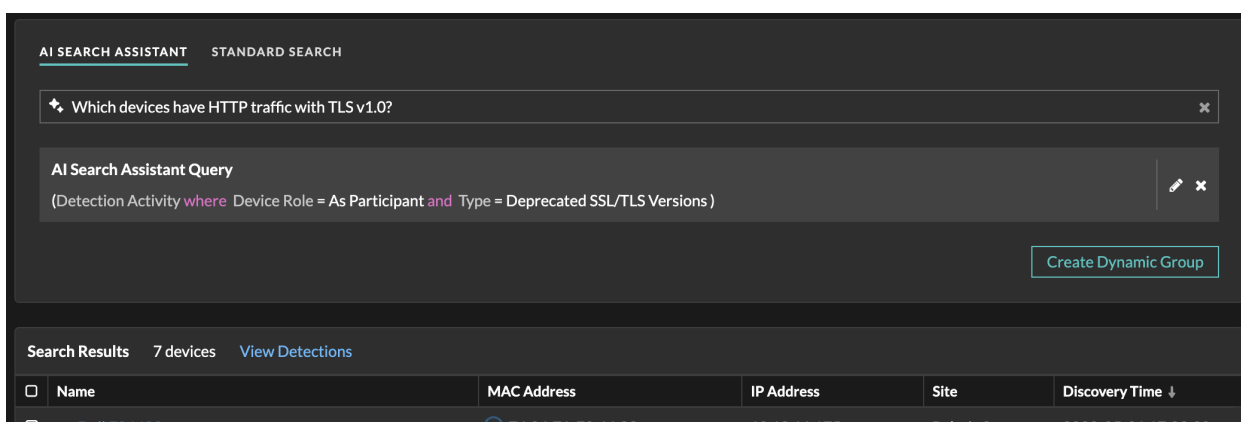 AI SEARCH ASSISTANT STANDARD SEARCH
Which devices have HTTP traffic with TLS v1.0?
AI Search Assistant Query
(Detection Activity where Device Role = As Participant and Type = Deprecated SSL/TLS Versions)
Create Dynamic Group
Search Results 7 devices View Detections
Name MAC Address IP Address Site Discovery Time ↓